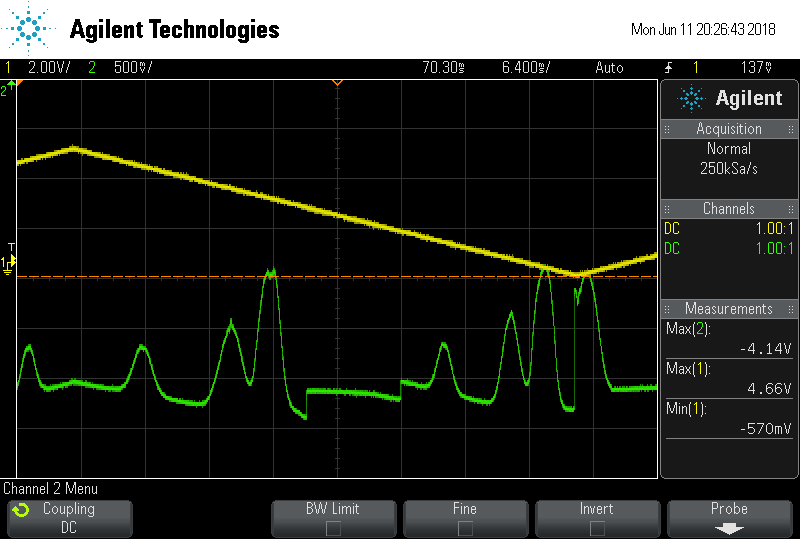 Agilent Technologies
Mon Jun 11 20:26:43 2018
1 2.00V/ 2 500mV/ 70.30s 6.400s/ Auto 1 137mV
2
Agilent
Acquisition
Normal
250kSa/s
Channels
DC 1.00:1
DC 1.00:1
T
1
Measurements
Max(2):
-4.14V
Max(1):
4.66V
Min(1):
-570mV
Channel 2 Menu
Coupling
DC
BW Limit
Fine
Invert
Probe